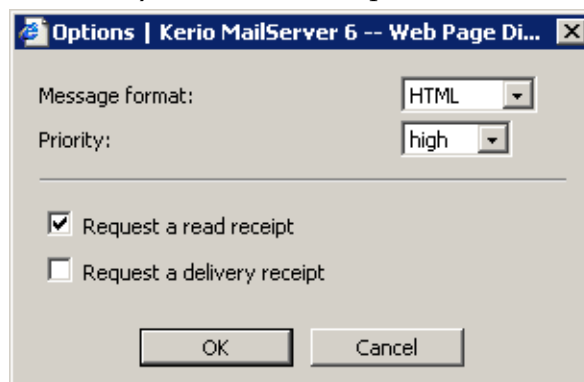 Options | Kerio MailServer 6 -- Web Page Di...
Message format: HTML
Priority: high
Request a read receipt
Request a delivery receipt
OK Cancel